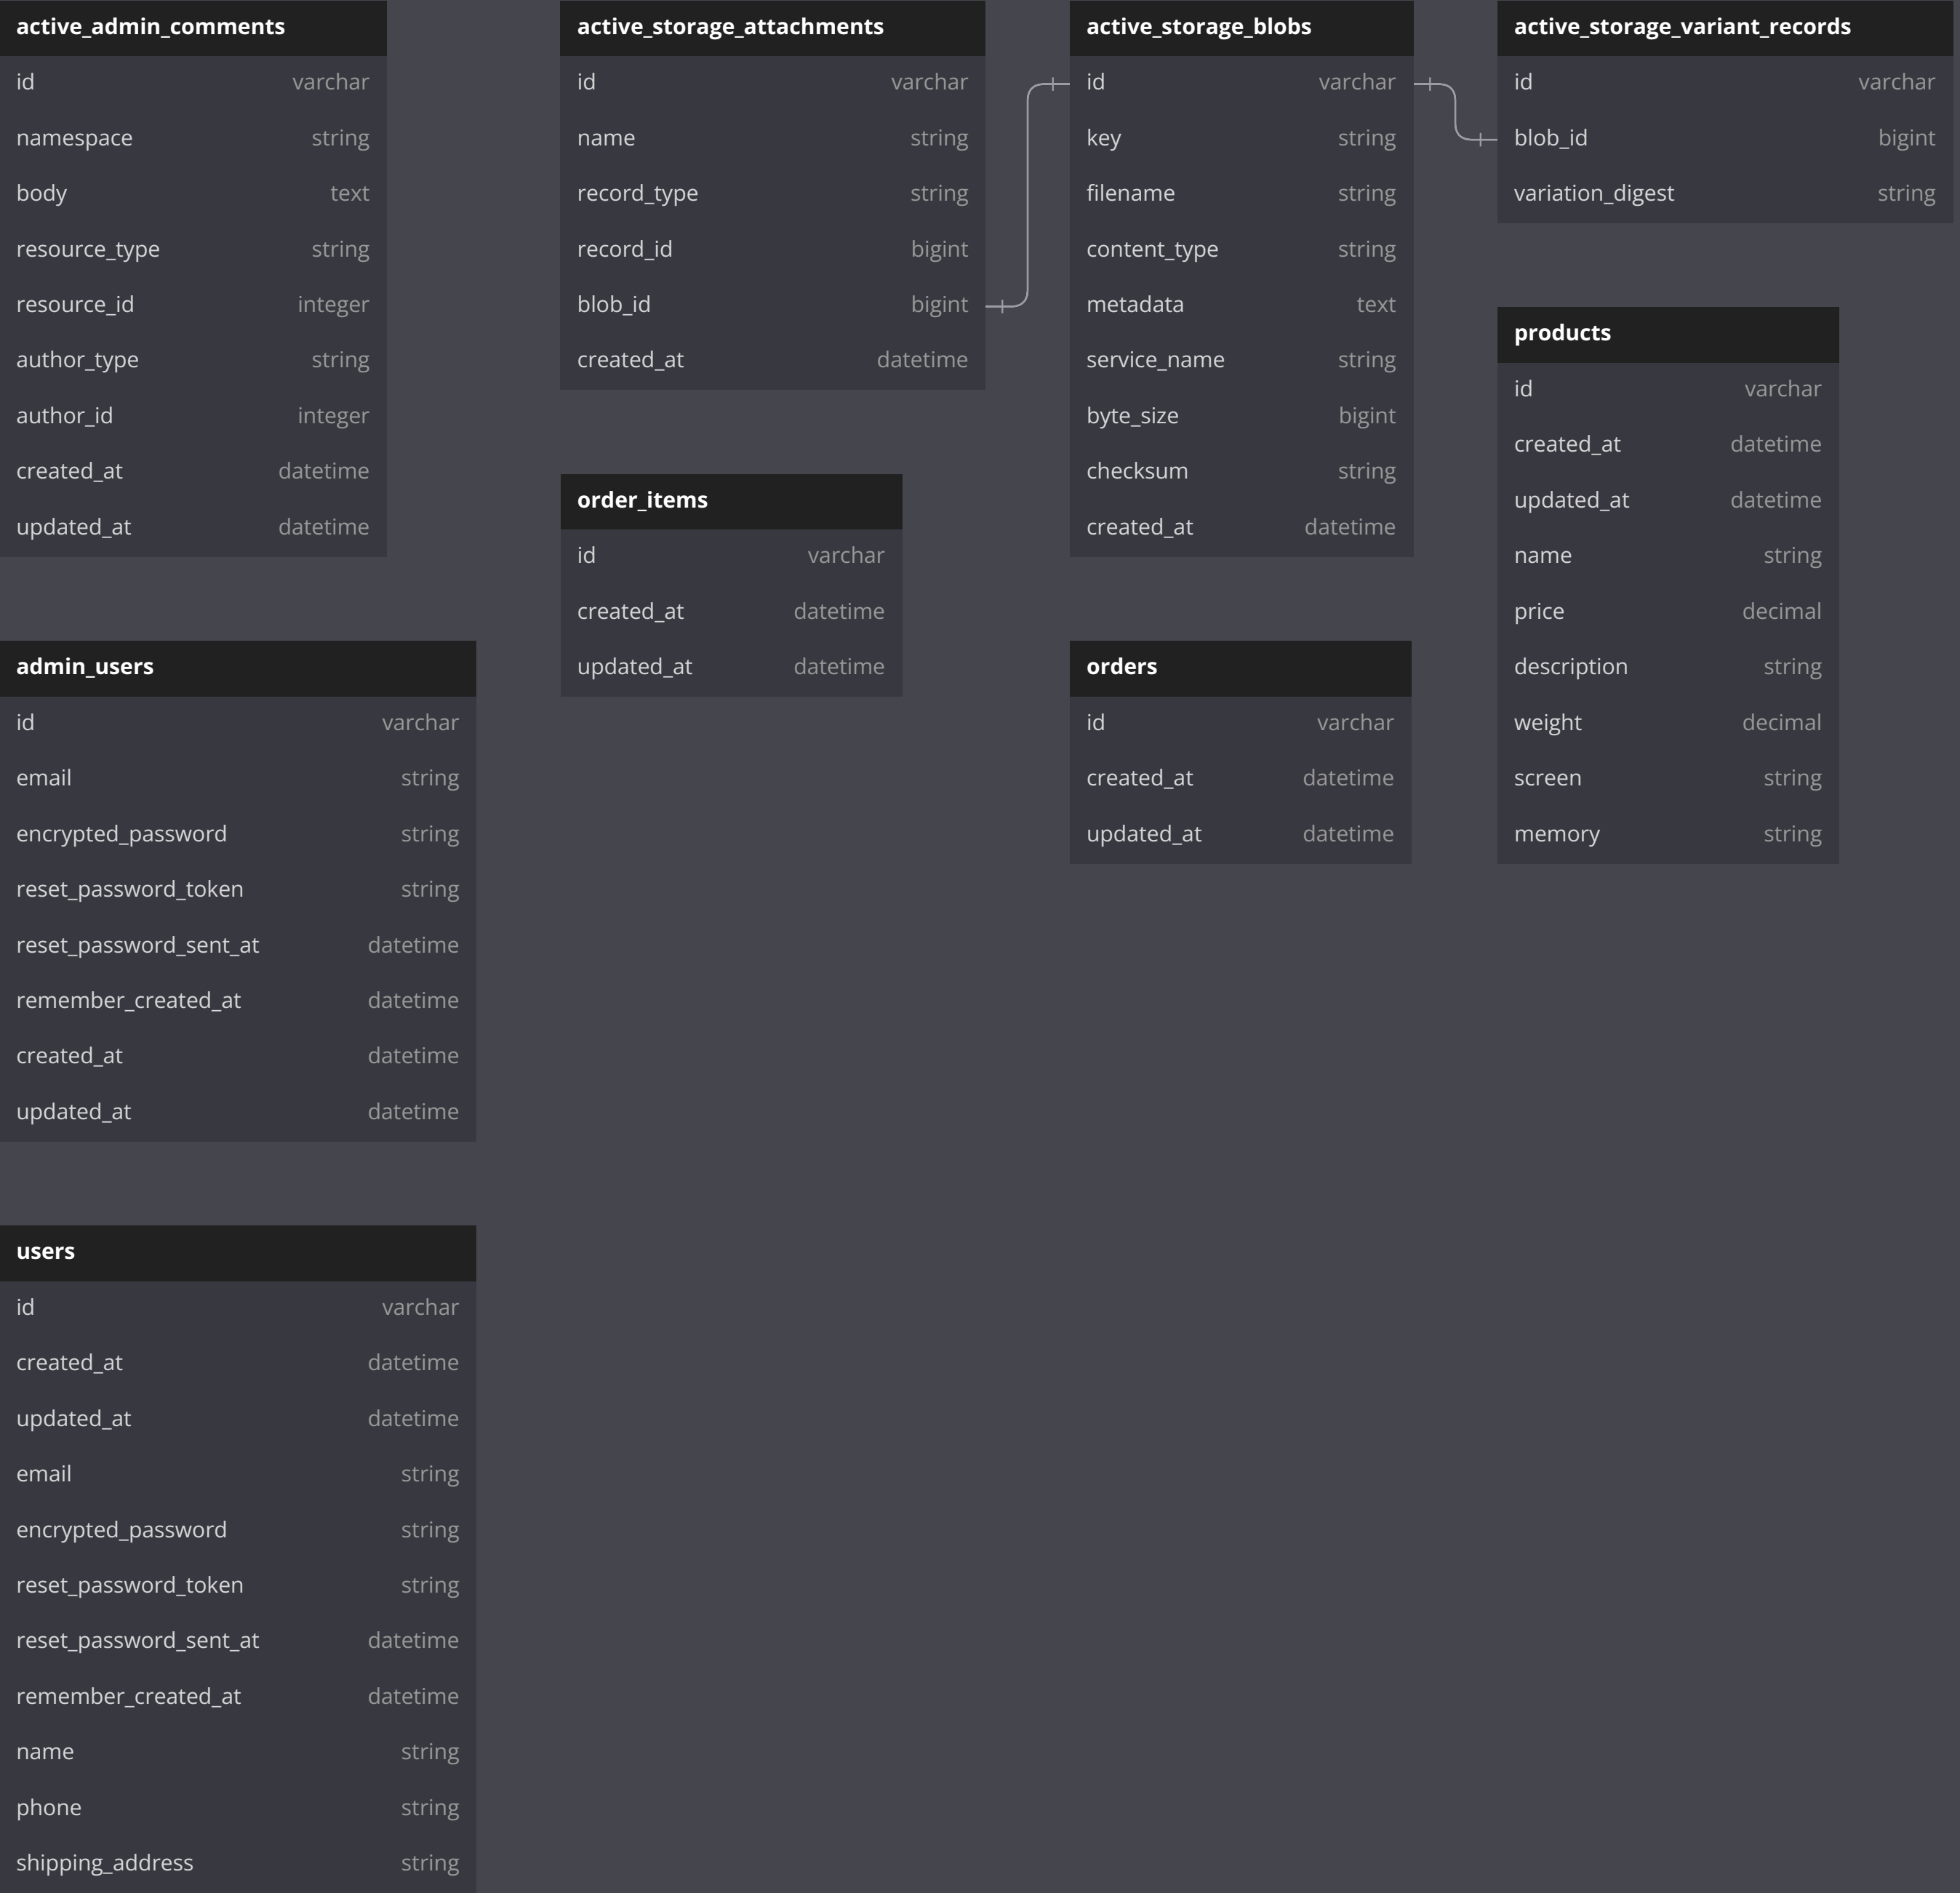 active_admin_comments
id varchar
namespace string
body text
resource_type string
resource_id integer
author_type string
author_id integer
created_at datetime
updated_at datetime
active_storage_attachments
id varchar
name string
record_type string
record_id bigint
blob_id bigint
created_at datetime
active_storage_blobs
id varchar
key string
filename string
content_type string
metadata text
service_name string
byte_size bigint
checksum string
created_at datetime
active_storage_variant_records
id varchar
blob_id bigint
variation_digest string
products
id varchar
created_at datetime
updated_at datetime
name string
price decimal
description string
weight decimal
screen string
memory string
order_items
id varchar
created_at datetime
updated_at datetime
orders
id varchar
created_at datetime
updated_at datetime
admin_users
id varchar
email string
encrypted_password string
reset_password_token string
reset_password_sent_at datetime
remember_created_at datetime
created_at datetime
updated_at datetime
users
id varchar
created_at datetime
updated_at datetime
email string
encrypted_password string
reset_password_token string
reset_password_sent_at datetime
remember_created_at datetime
name string
phone string
shipping_address string